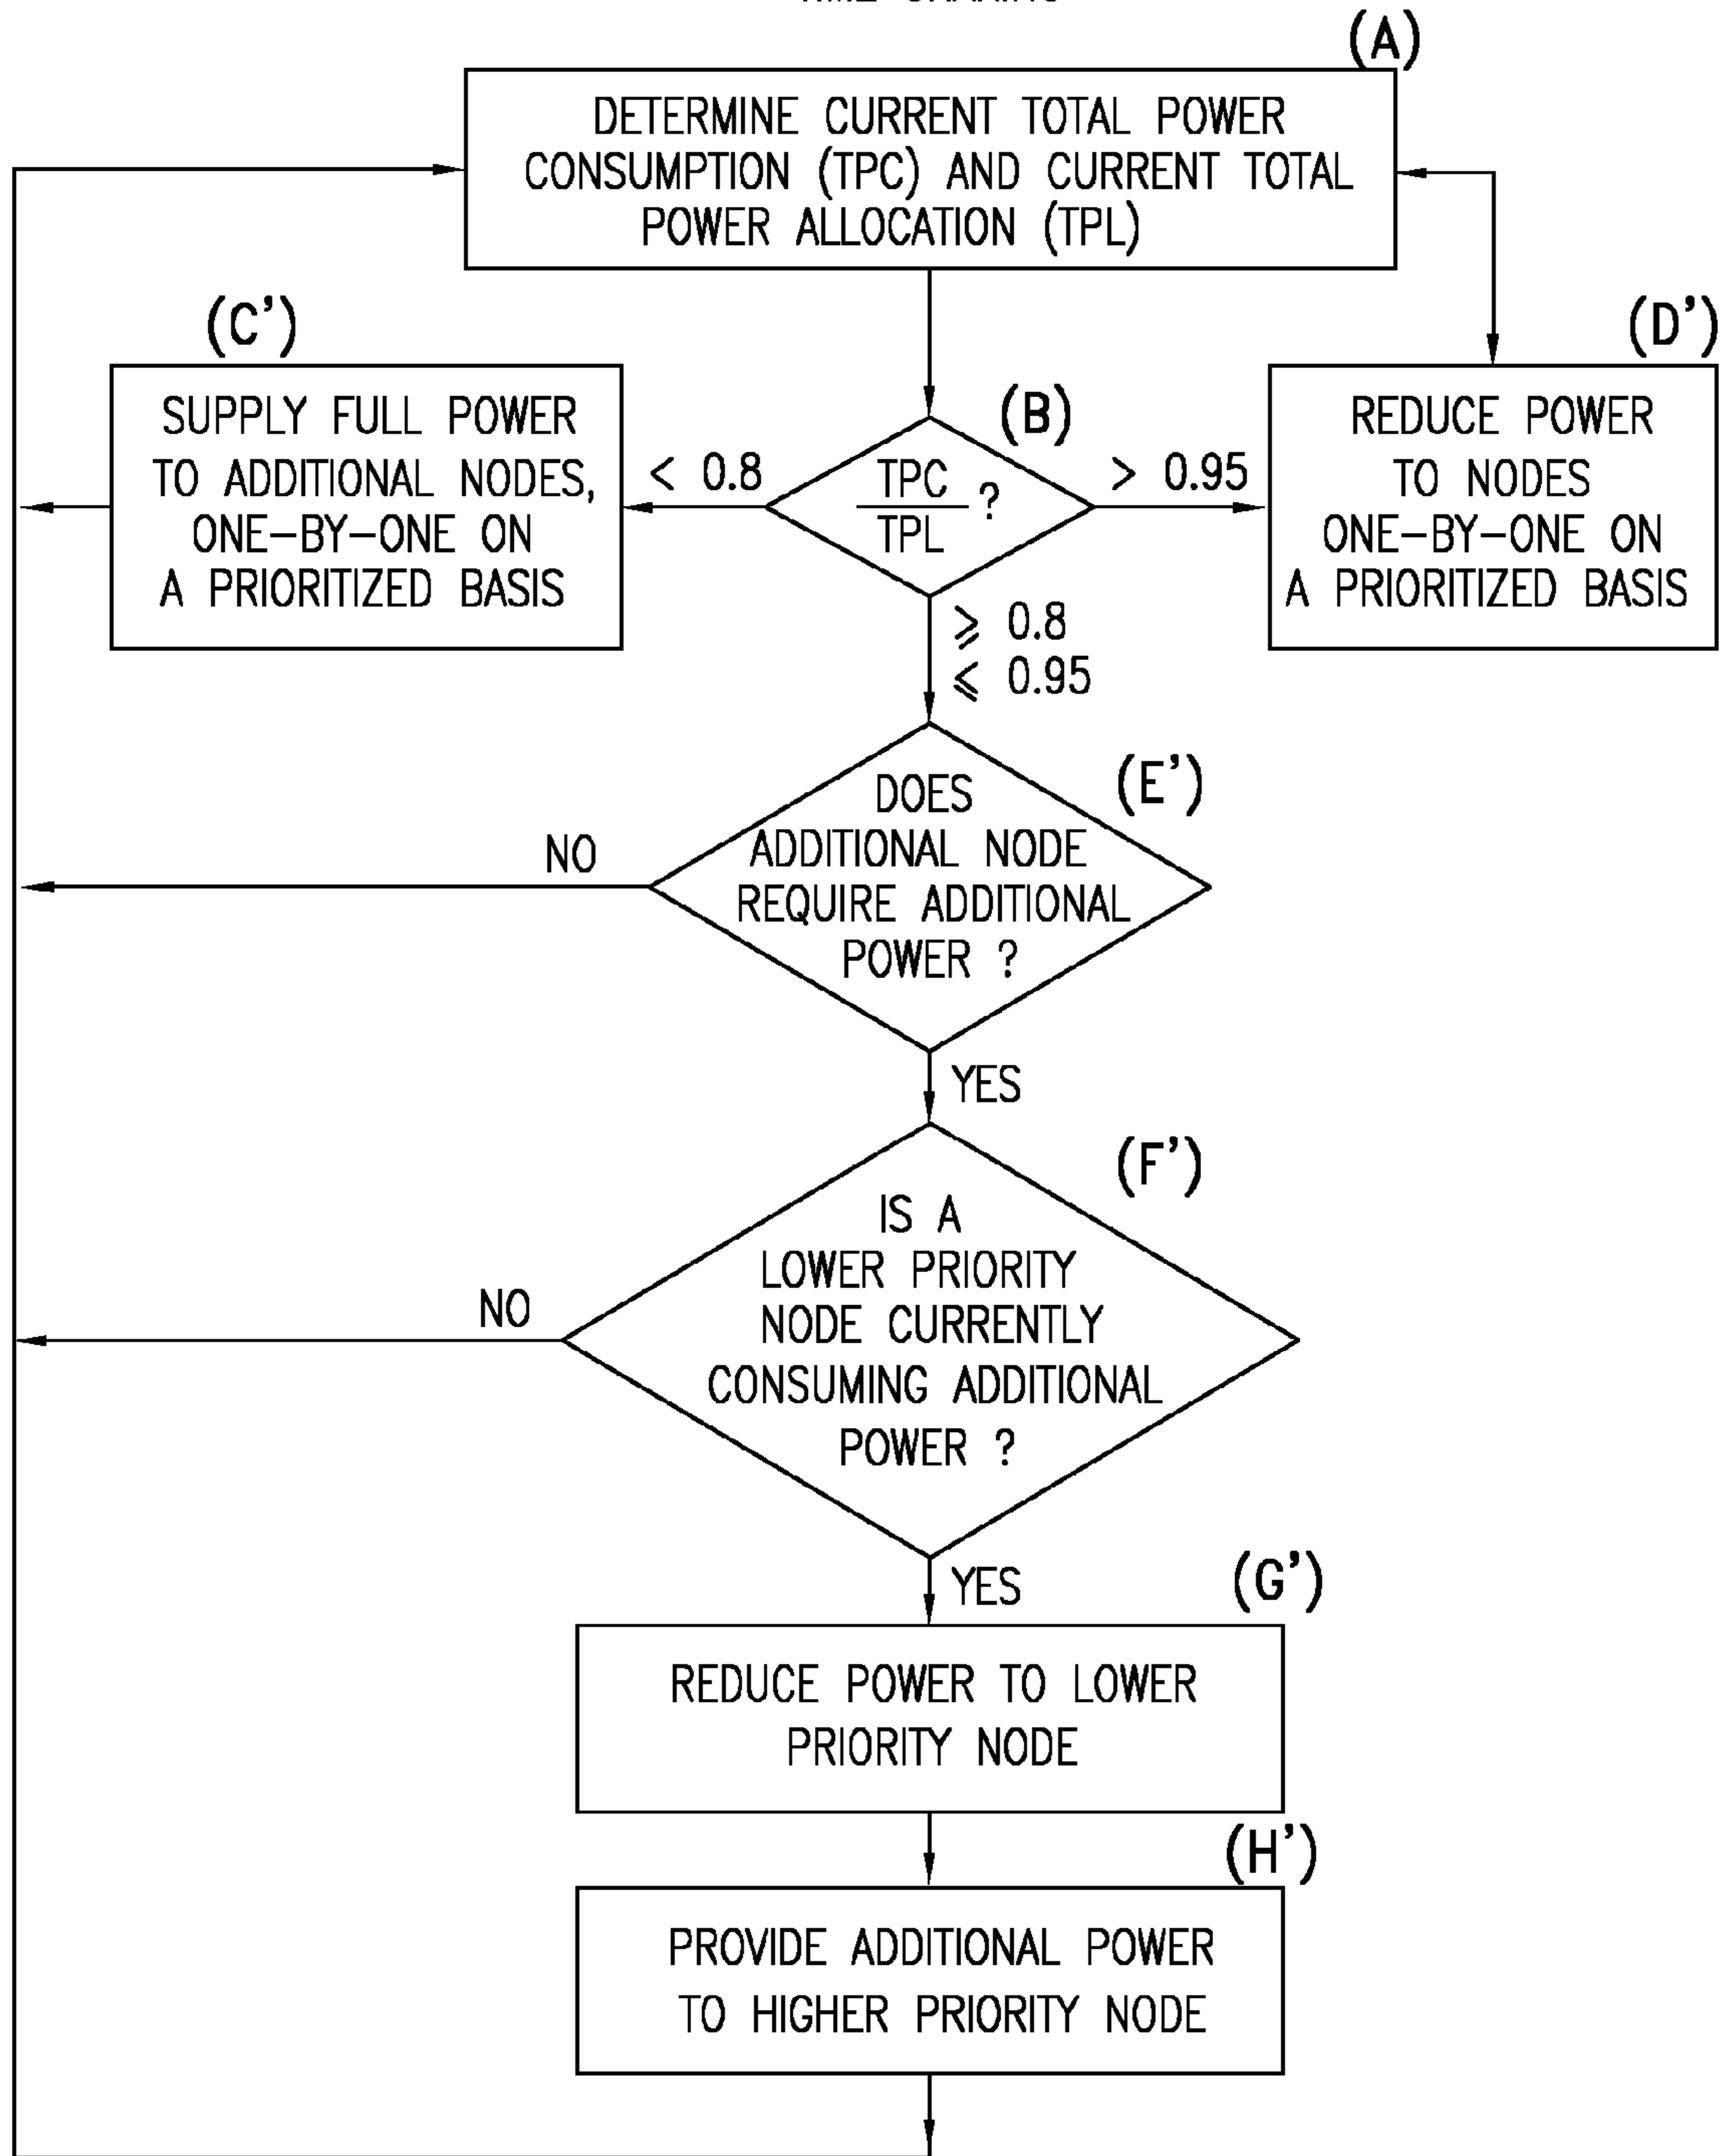 (A)
DETERMINE CURRENT TOTAL POWER
CONSUMPTION (TPC) AND CURRENT TOTAL
POWER ALLOCATION (TPL)
(C')
SUPPLY FULL POWER
TO ADDITIONAL NODES,
ONE-BY-ONE ON
A PRIORITIZED BASIS
< 0.8
(B)
TPC
TPL
?
> 0.95
(D')
REDUCE POWER
TO NODES
ONE-BY-ONE ON
A PRIORITIZED BASIS
⩾ 0.8
⩽ 0.95
(E')
DOES
ADDITIONAL NODE
REQUIRE ADDITIONAL
POWER ?
NO
YES
(F')
IS A
LOWER PRIORITY
NODE CURRENTLY
CONSUMING ADDITIONAL
POWER ?
NO
YES
(G')
REDUCE POWER TO LOWER
PRIORITY NODE
(H')
PROVIDE ADDITIONAL POWER
TO HIGHER PRIORITY NODE